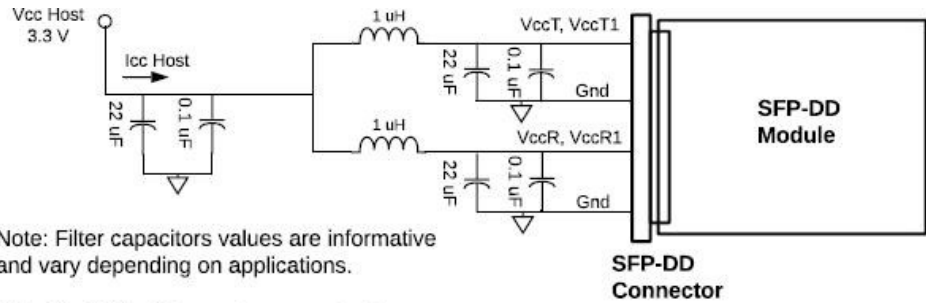 Vcc Host
3.3 V
Icc Host
22 uF
0.1 uF
1 uH
VccT, VccT1
22 uF
0.1 uF
Gnd
1 uH
VccR, VccR1
22 uF
0.1 uF
Gnd
SFP-DD
Module
SFP-DD
Connector
Note: Filter capacitors values are informative
and vary depending on applications.